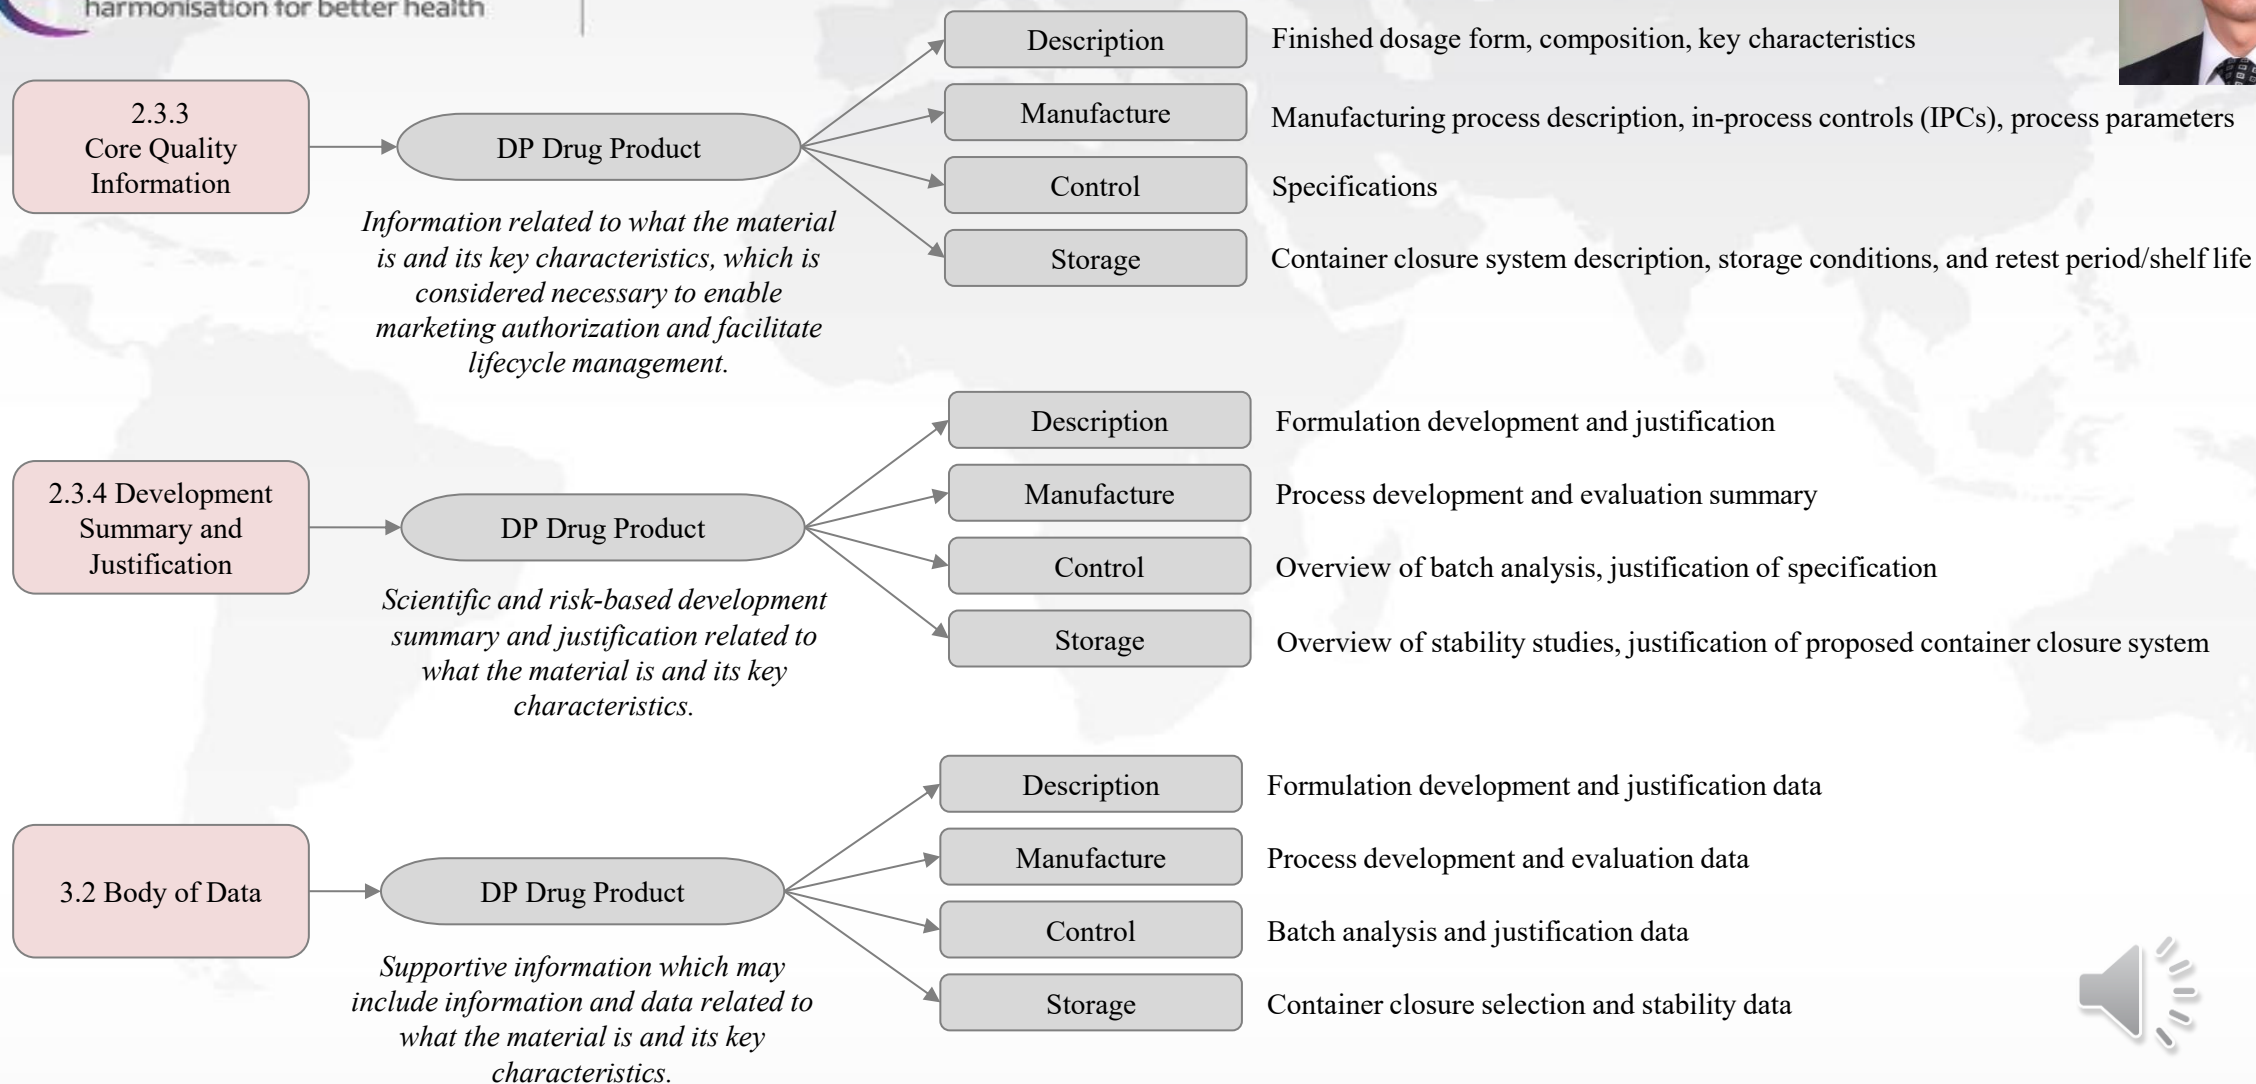 harmonisation for better health
2.3.3
Core Quality
Information
DP Drug Product
Information related to what the material
is and its key characteristics, which is
considered necessary to enable
marketing authorization and facilitate
lifecycle management.
Description
Finished dosage form, composition, key characteristics
Manufacture
Manufacturing process description, in-process controls (IPCs), process parameters
Control
Specifications
Storage
Container closure system description, storage conditions, and retest period/shelf life
2.3.4 Development
Summary and
Justification
DP Drug Product
Scientific and risk-based development
summary and justification related to
what the material is and its key
characteristics.
Description
Formulation development and justification
Manufacture
Process development and evaluation summary
Control
Overview of batch analysis, justification of specification
Storage
Overview of stability studies, justification of proposed container closure system
3.2 Body of Data
DP Drug Product
Supportive information which may
include information and data related to
what the material is and its key
characteristics.
Description
Formulation development and justification data
Manufacture
Process development and evaluation data
Control
Batch analysis and justification data
Storage
Container closure selection and stability data